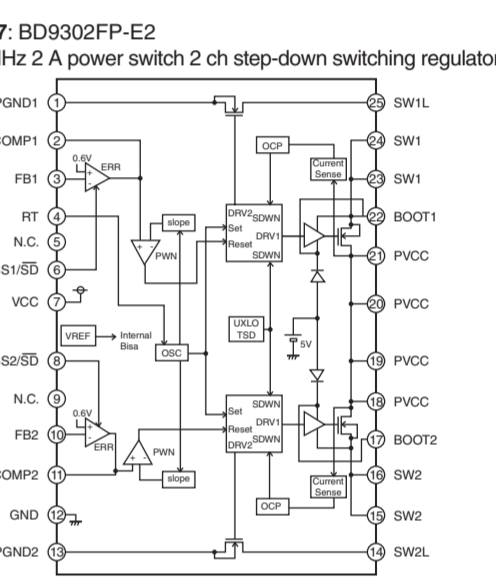 7: BD9302FP-E2
Hz 2 A power switch 2 ch step-down switching regulator
PGND1 1
25 SW1L
COMP1 2
OCP
24 SW1
0.6V
ERR
Current
Sense
FB1 3
23 SW1
RT 4
slope
DRV2 SDWN
22 BOOT1
Set
N.C. 5
DRV1
Reset
PWN
SDWN
21 PVCC
S1/SD 6
VCC 7
20 PVCC
UXLO
TSD
VREF
Internal
Bisa
5V
OSC
S2/SD 8
19 PVCC
N.C. 9
SDWN
18 PVCC
0.6V
Set
DRV1
FB2 10
Reset
17 BOOT2
ERR
PWN
DRV2 SDWN
COMP2 11
slope
Current
Sense
16 SW2
OCP
GND 12
15 SW2
PGND2 13
14 SW2L